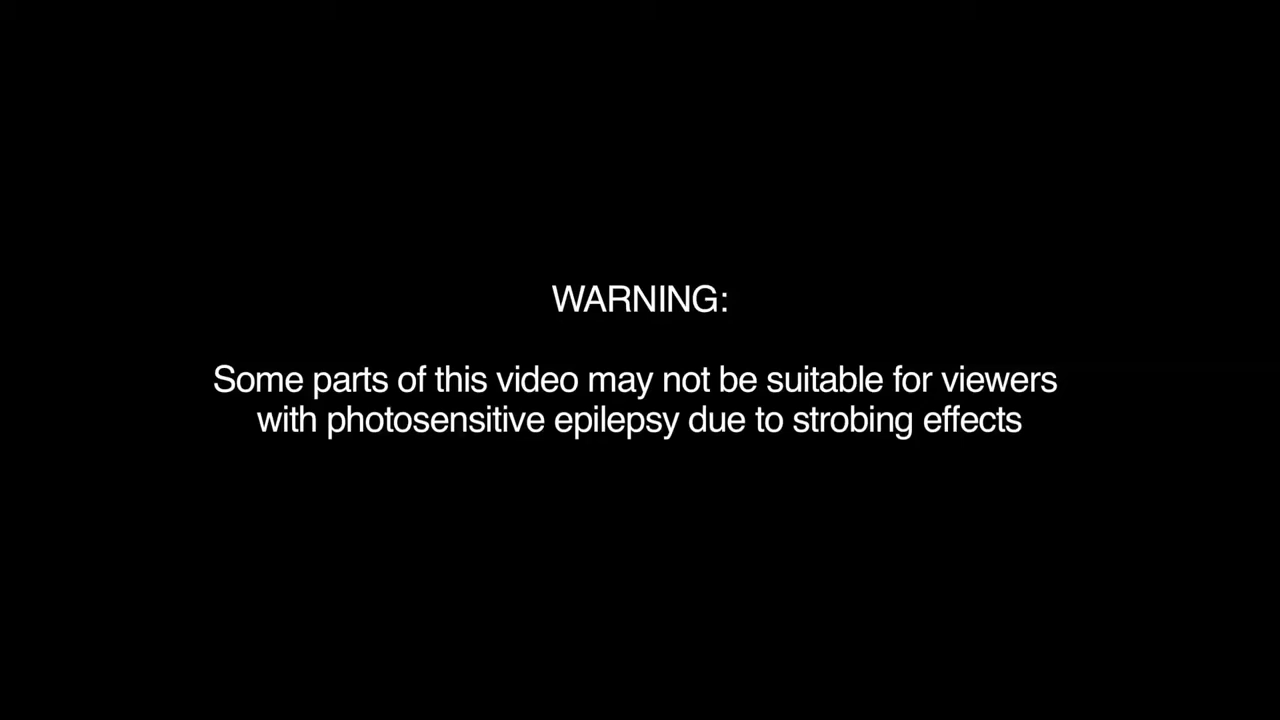 WARNING:
Some parts of this video may not be suitable for viewers
with photosensitive epilepsy due to strobing effects